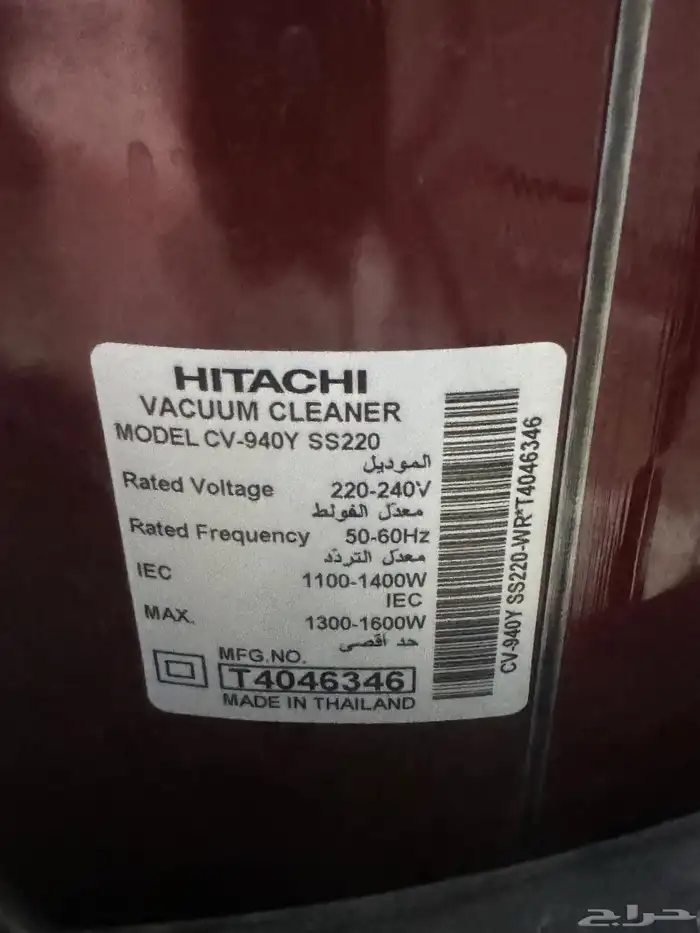 HITACHI
VACUUM CLEANER
MODEL CV-940Y SS220
الموديل
Rated Voltage 220-240V
معدل الفولط
Rated Frequency 50-60Hz
معدل التردد
IEC 1100-1400W
IEC
MAX. 1300-1600W
حد اقصى
MFG.NO.
T4046346
MADE IN THAILAND
CV-940Y SS220-WR*T4046346
حراج